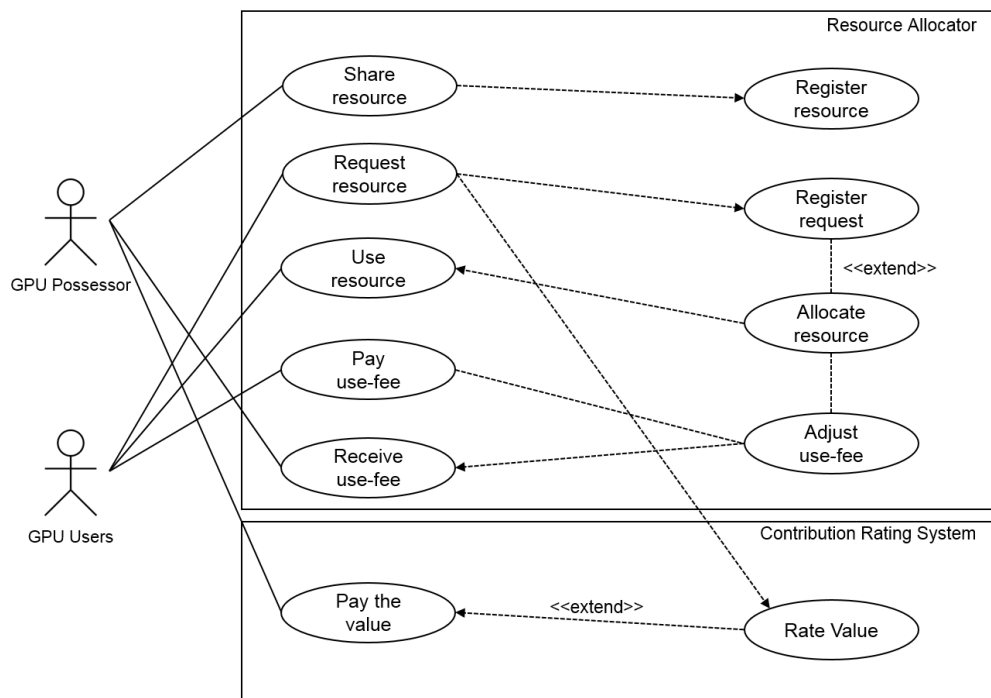 Resource Allocator
Share
resource
Register
resource
Request
resource
Register
request
<<extend>>
GPU Possessor
Use
resource
Allocate
resource
Pay
use-fee
Adjust
use-fee
Receive
use-fee
GPU Users
Contribution Rating System
Pay the
value
<<extend>>
Rate Value